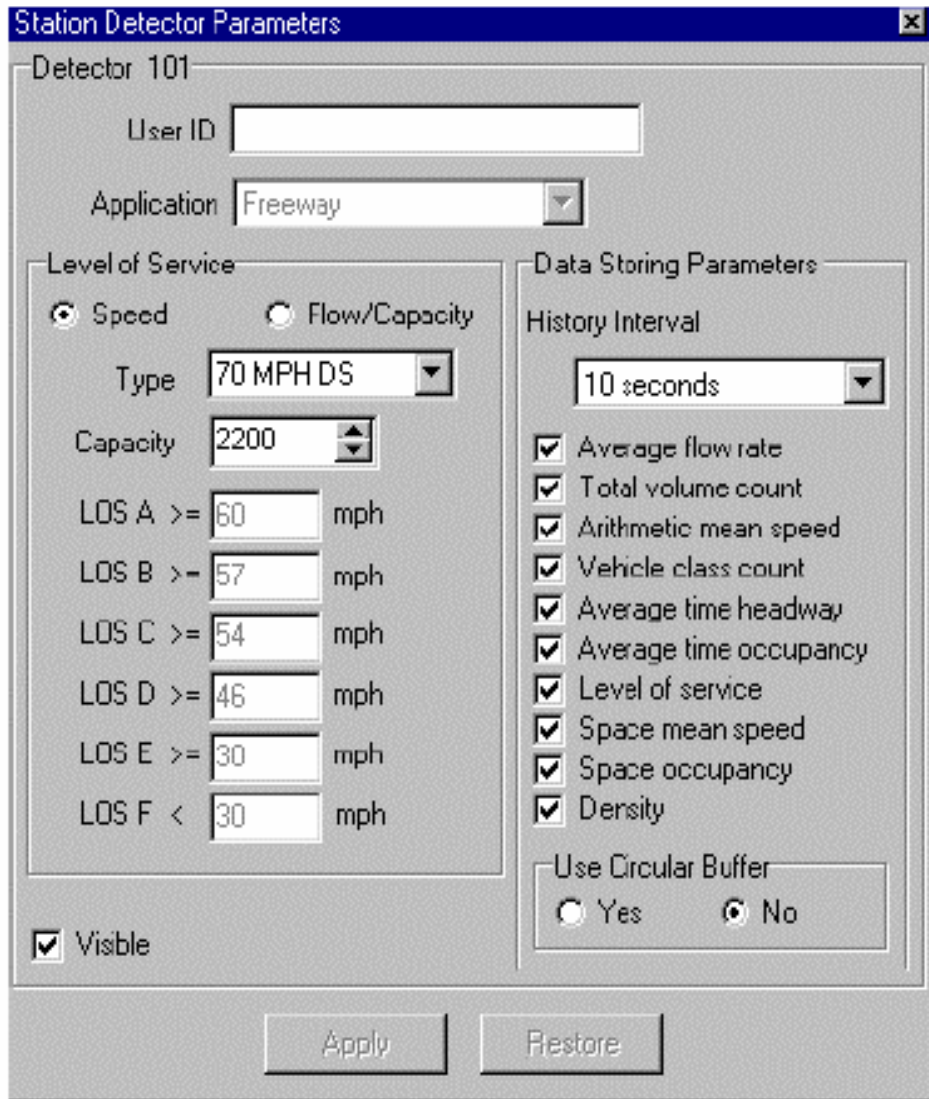 Station Detector Parameters
Detector 101
User ID
Application Freeway
Level of Service
Speed Flow/Capacity
Type 70 MPH DS
Capacity 2200
LOS A >= 60 mph
LOS B >= 57 mph
LOS C >= 54 mph
LOS D >= 46 mph
LOS E >= 30 mph
LOS F < 30 mph
Visible
Data Storing Parameters
History Interval
10 seconds
Average flow rate
Total volume count
Arithmetic mean speed
Vehicle class count
Average time headway
Average time occupancy
Level of service
Space mean speed
Space occupancy
Density
Use Circular Buffer
Yes No
Apply Restore